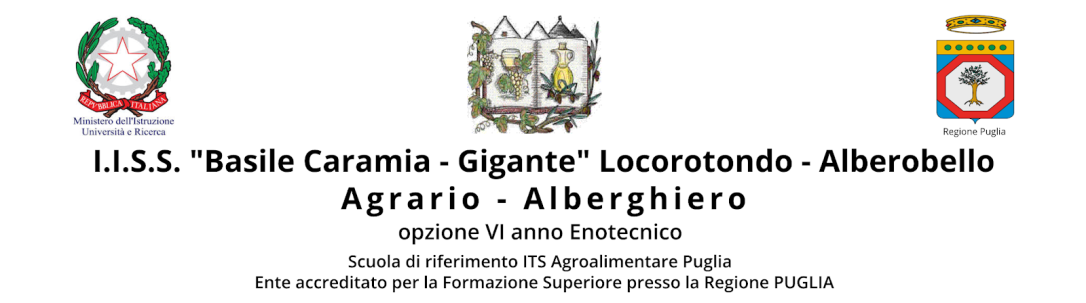 REPVBBLICA ITALIANA
Ministero dell'Istruzione
Università e Ricerca
Regione Puglia
I.I.S.S. "Basile Caramia - Gigante" Locorotondo - Alberobello
Agrario - Alberghiero
opzione VI anno Enotecnico
Scuola di riferimento ITS Agroalimentare Puglia
Ente accreditato per la Formazione Superiore presso la Regione PUGLIA